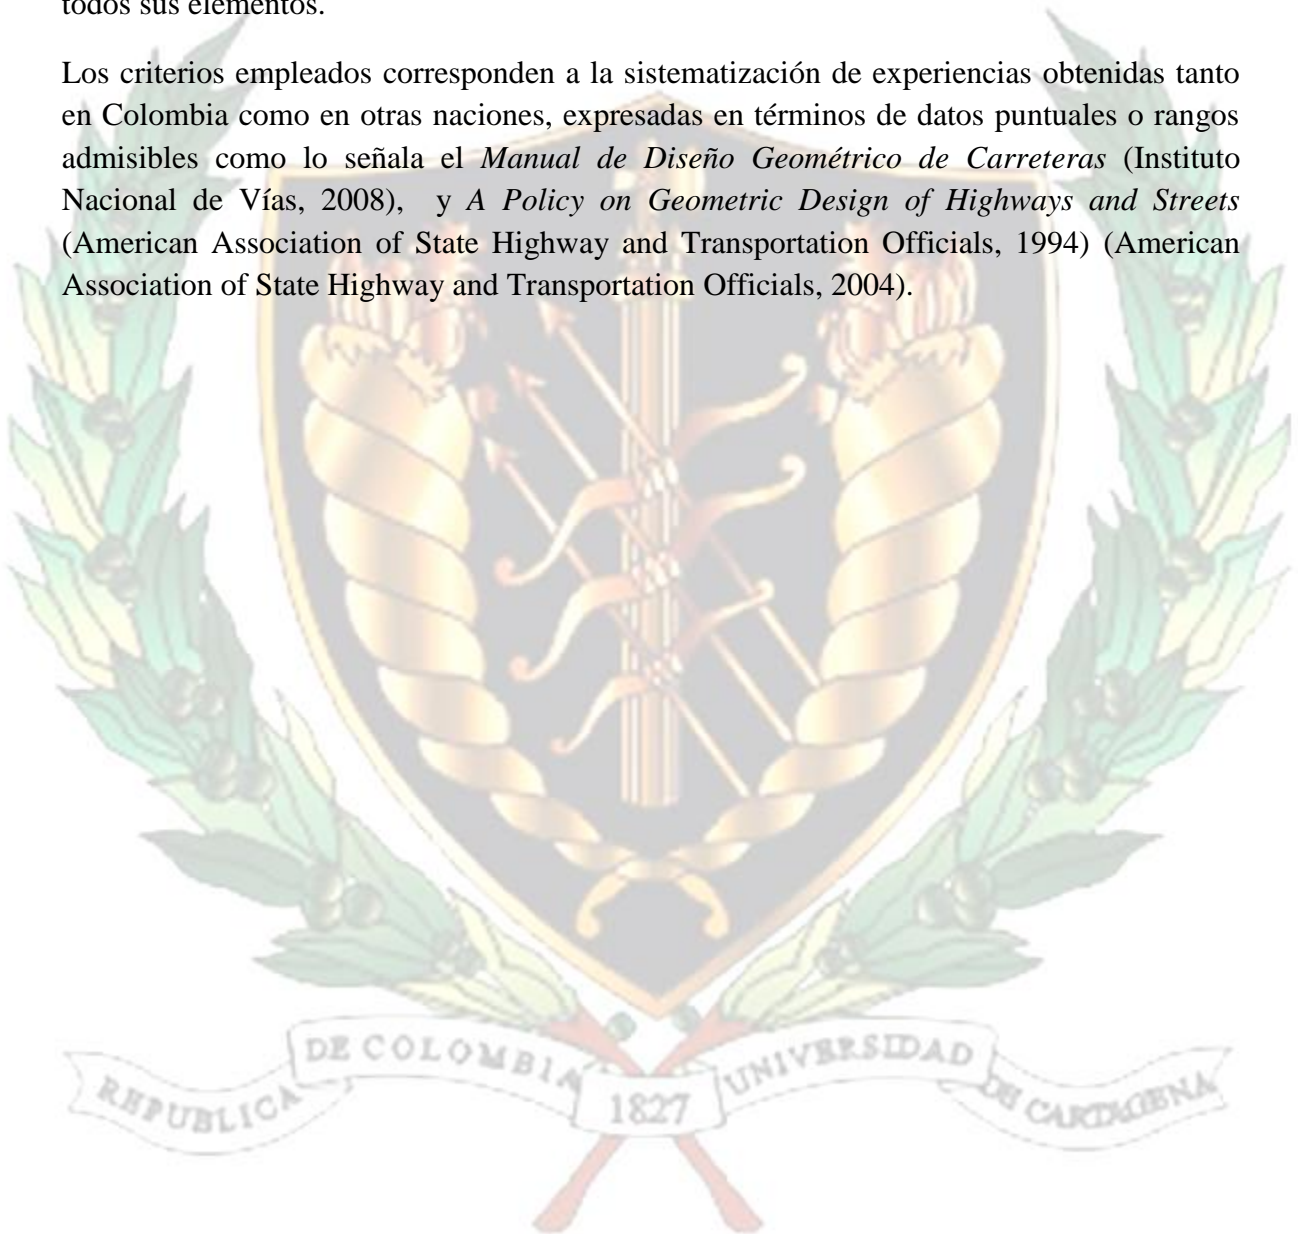 todos sus elementos.
Los criterios empleados corresponden a la sistematización de experiencias obtenidas tanto
en Colombia como en otras naciones, expresadas en términos de datos puntuales o rangos
admisibles como lo señala el Manual de Diseño Geométrico de Carreteras (Instituto
Nacional de Vías, 2008), y A Policy on Geometric Design of Highways and Streets
(American Association of State Highway and Transportation Officials, 1994) (American
Association of State Highway and Transportation Officials, 2004).
REPUBLICA DE COLOMBIA 1827 UNIVERSIDAD DE CARTAGENA